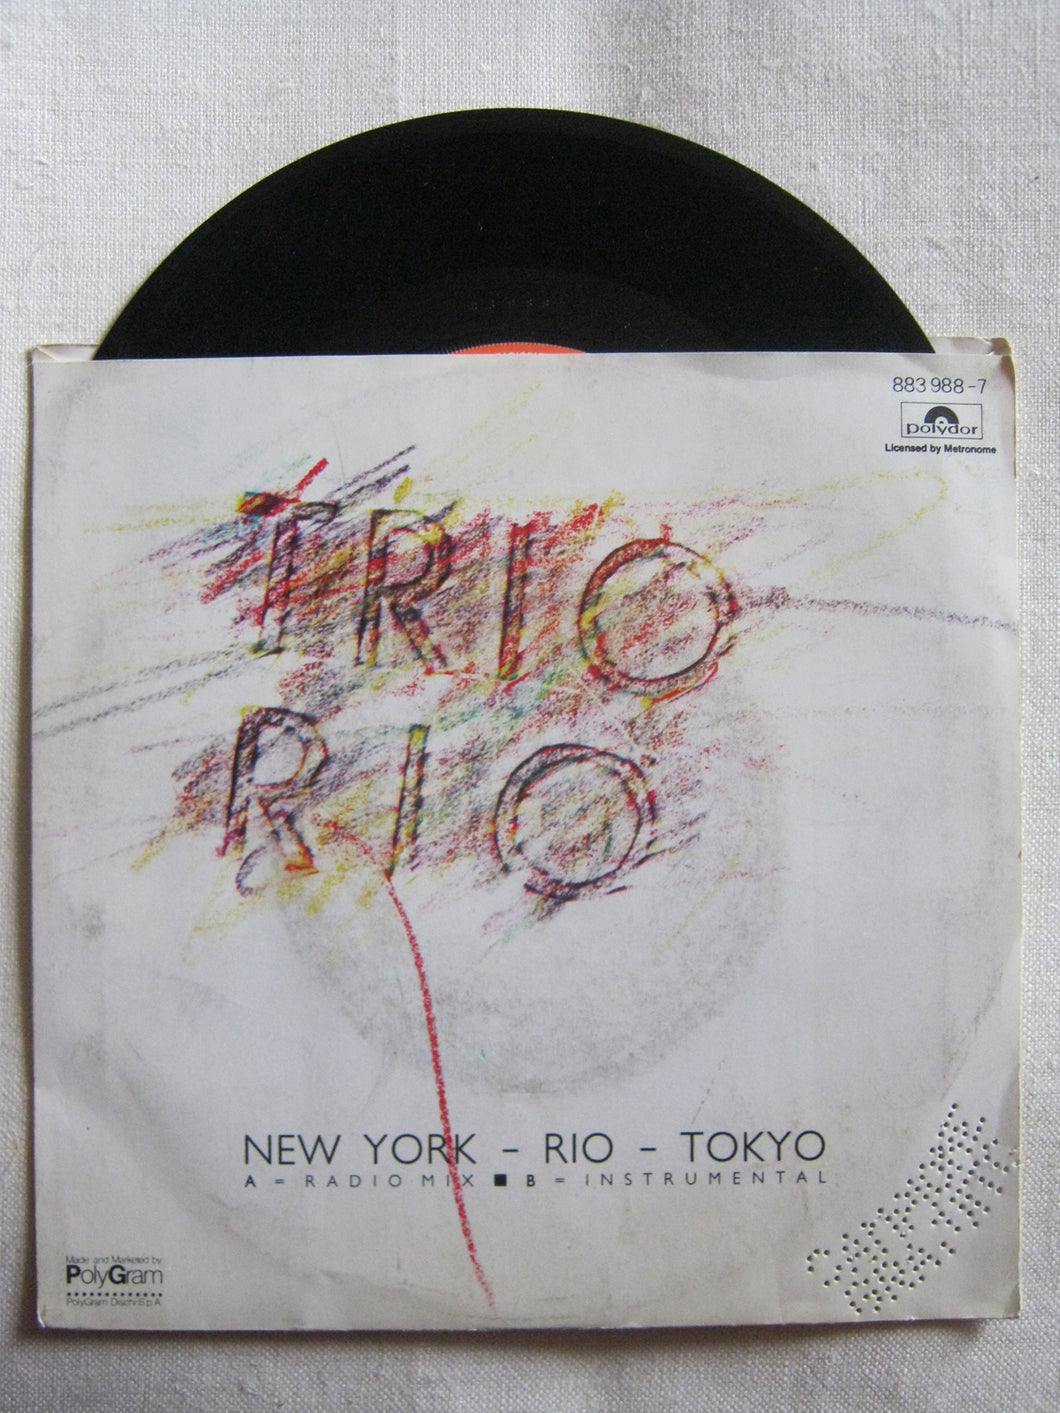 883 988-7
polydor
Licensed by Metronome
TRIO
RIO
NEW YORK – RIO – TOKYO
A = RADIO MIX ■ B = INSTRUMENTAL
Made and Marketed by
PolyGram
PolyGram Dischi S.p.A.